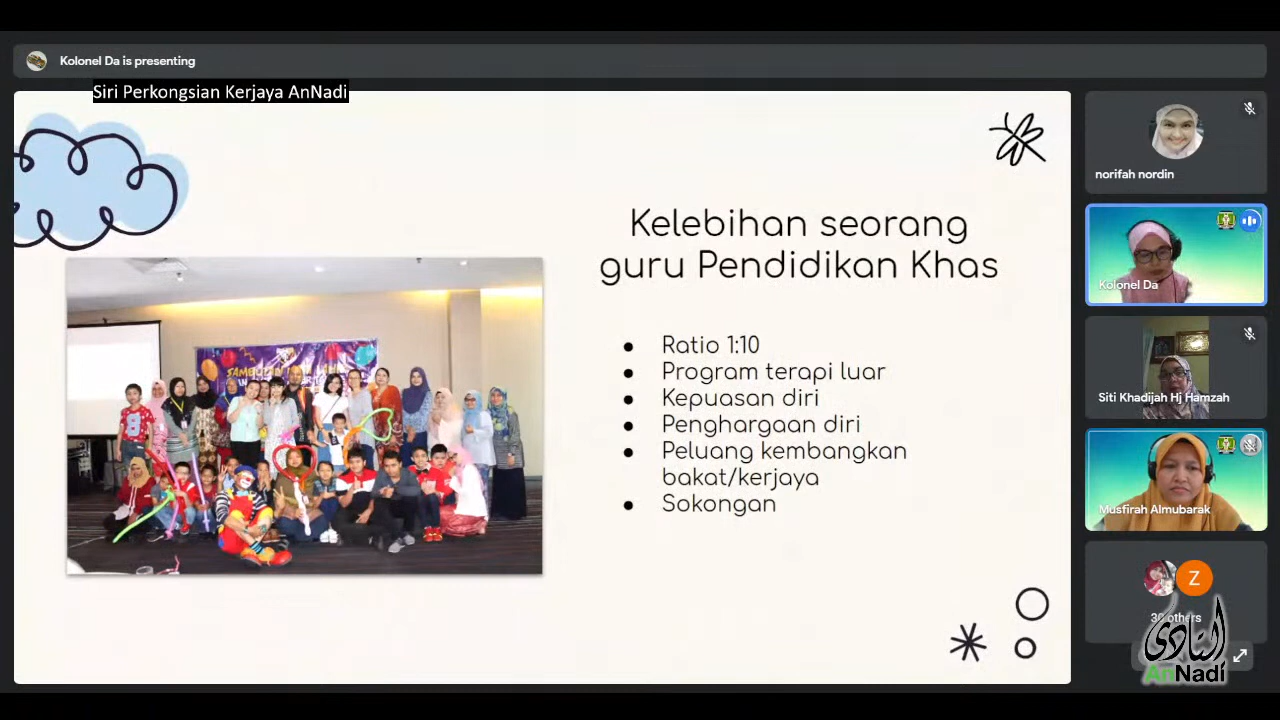 Kolonel Da is presenting
Siri Perkongsian Kerjaya AnNadi
Kelebihan seorang
guru Pendidikan Khas
● Ratio 1:10
● Program terapi luar
● Kepuasan diri
● Penghargaan diri
● Peluang kembangkan
bakat/kerjaya
● Sokongan
norifah nordin
Kolonel Da
Siti Khadijah Hj Hamzah
Musfirah Almubarak
Z
others
النادي
AnNadi